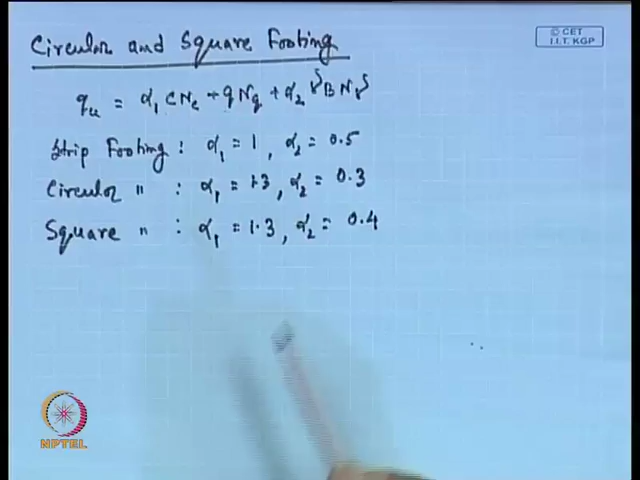 Circular and Square Footing
© CET
I.I.T. KGP
qu = α1 CNc + qNq + α2 γBNγ
Strip Footing : α1 = 1, α2 = 0.5
Circular " : α1 = 1.3, α2 = 0.3
Square " : α1 = 1.3, α2 = 0.4
NPTEL